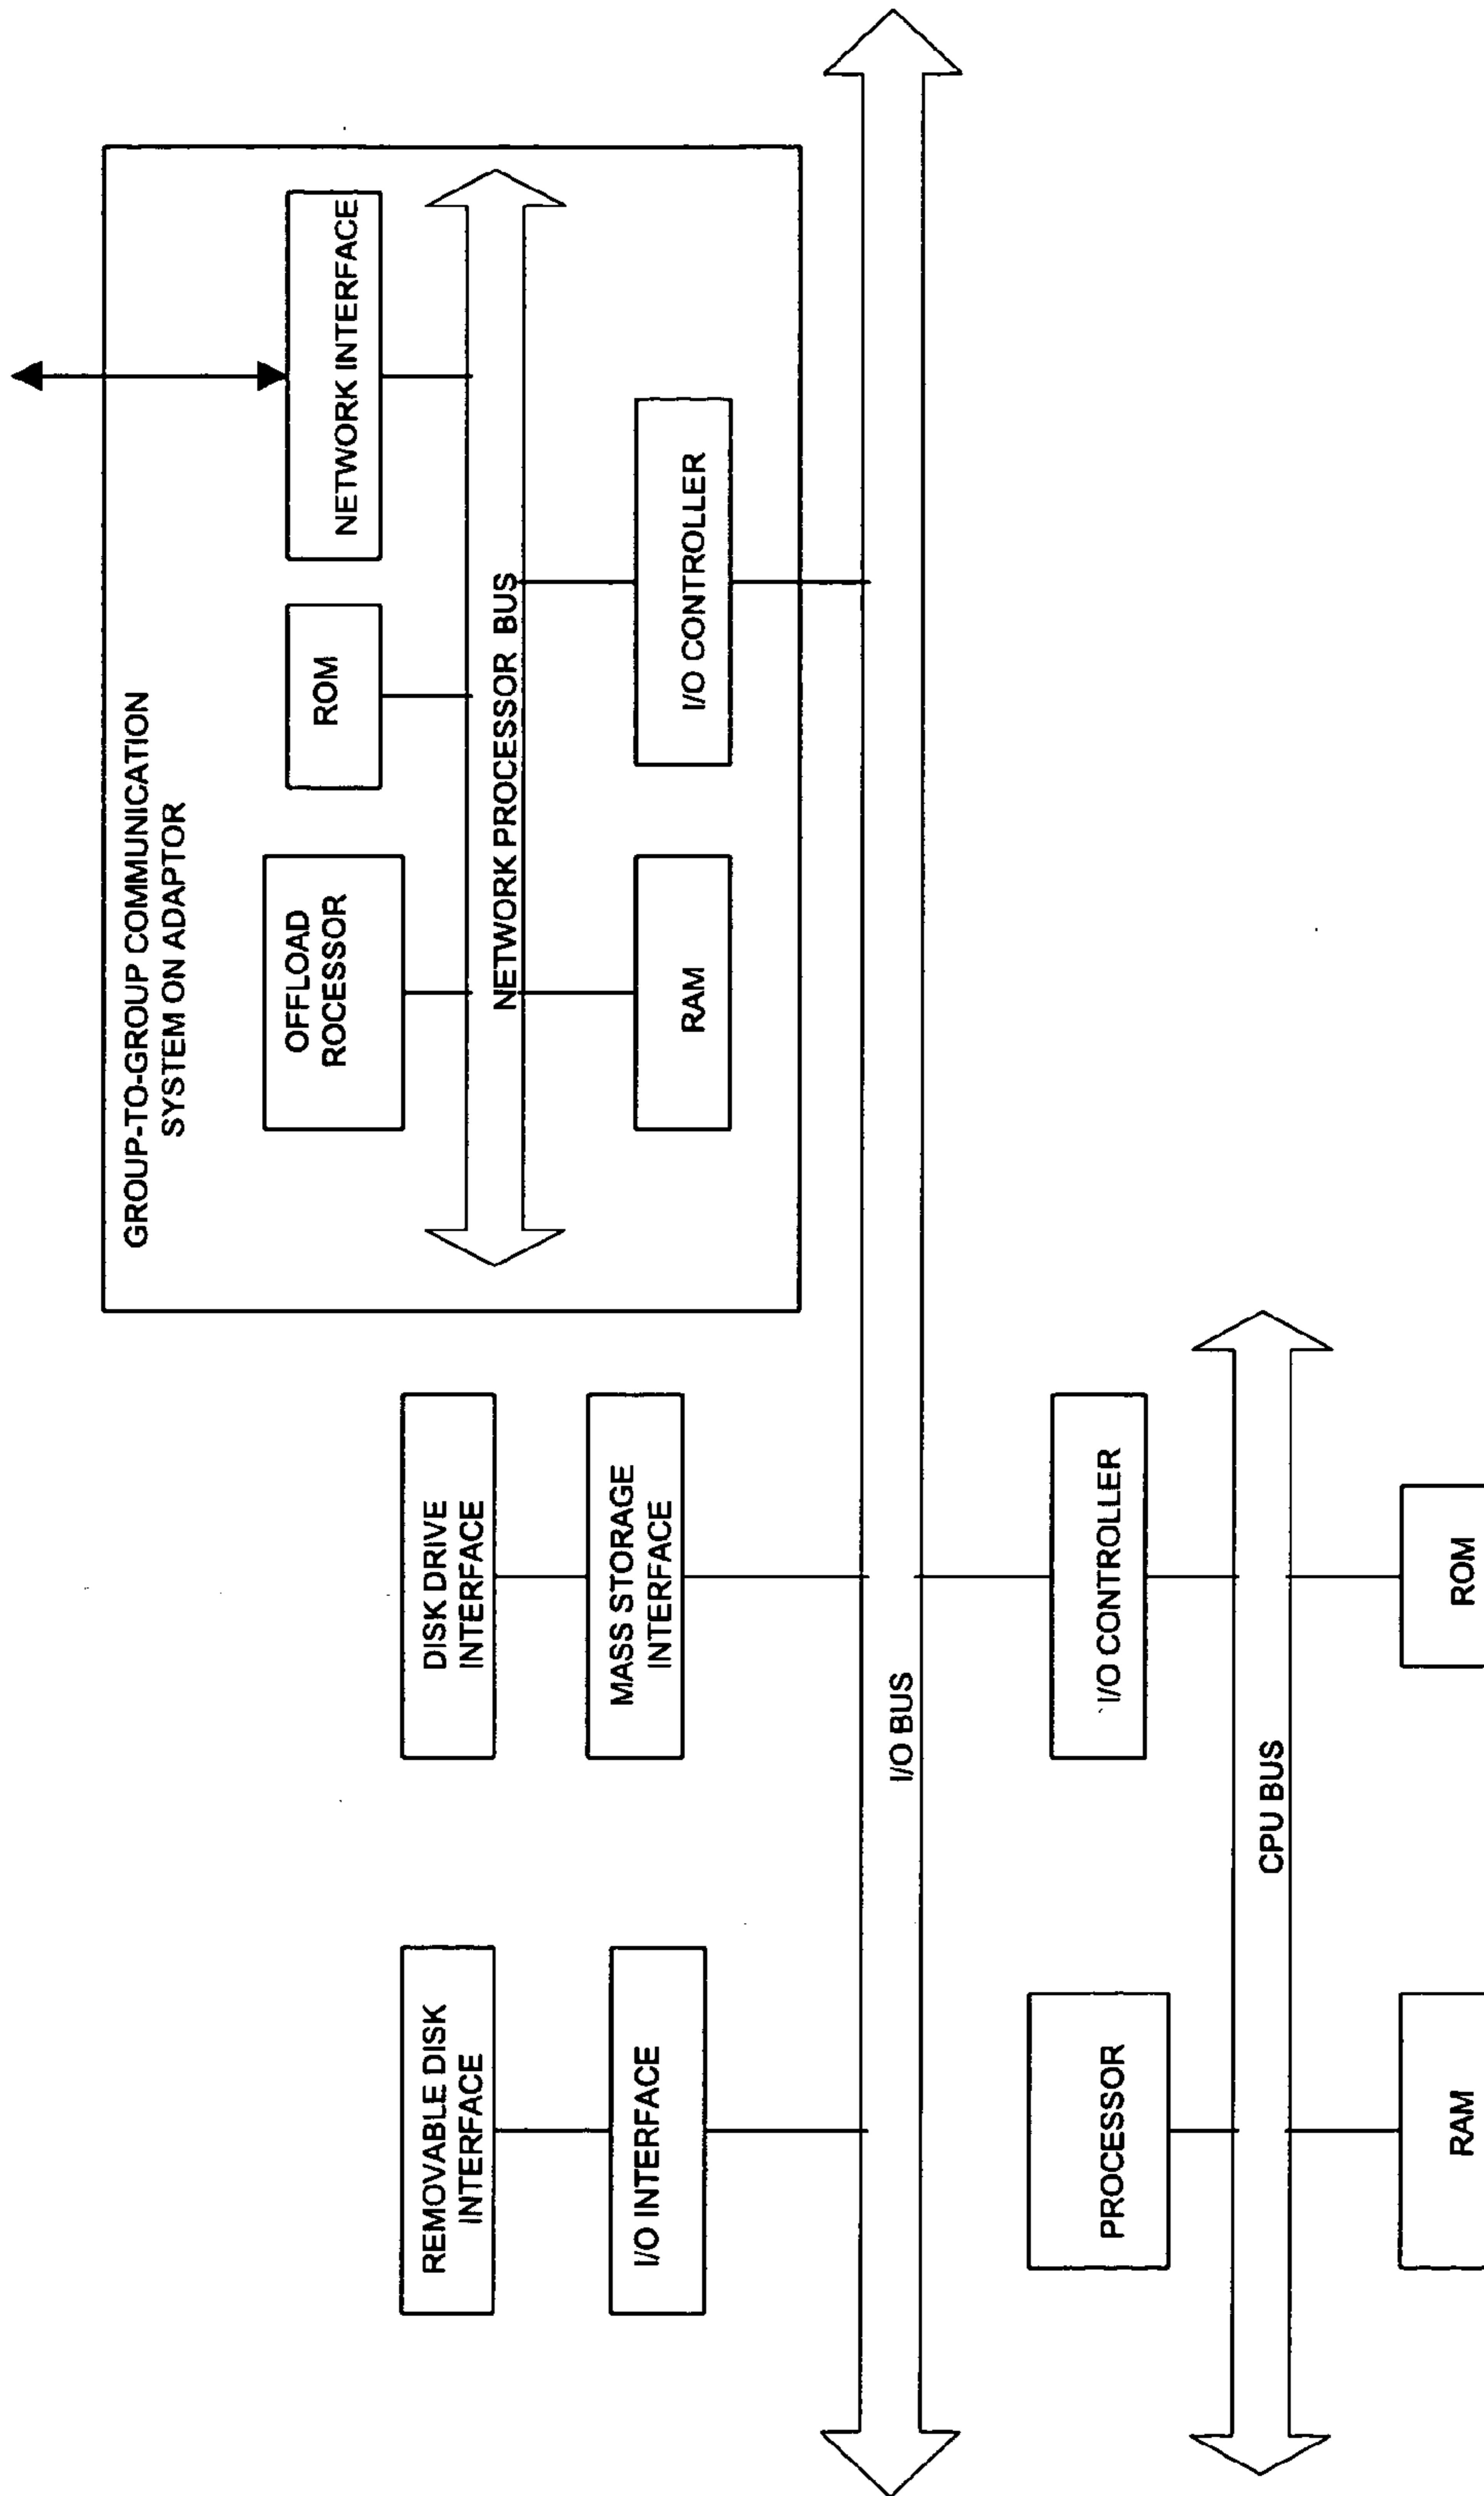 GROUP-TO-GROUP COMMUNICATION
SYSTEM ON ADAPTOR
OFFLOAD
ROCESSOR
ROM
NETWORK INTERFACE
NETWORK PROCESSOR BUS
RAM
I/O CONTROLLER
REMOVABLE DISK
INTERFACE
DISK DRIVE
INTERFACE
I/O INTERFACE
MASS STORAGE
INTERFACE
I/O BUS
PROCESSOR
I/O CONTROLLER
CPU BUS
RAM
ROM